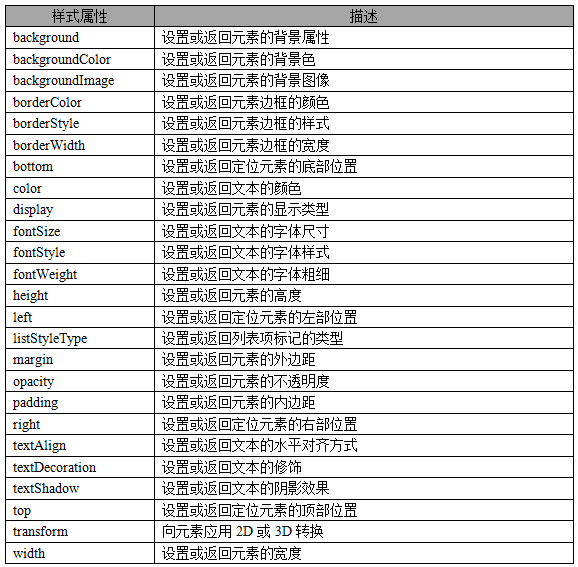 样式属性 描述
background 设置或返回元素的背景属性
backgroundColor 设置或返回元素的背景色
backgroundImage 设置或返回元素的背景图像
borderColor 设置或返回元素边框的颜色
borderStyle 设置或返回元素边框的样式
borderWidth 设置或返回元素边框的宽度
bottom 设置或返回定位元素的底部位置
color 设置或返回文本的颜色
display 设置或返回元素的显示类型
fontSize 设置或返回文本的字体尺寸
fontStyle 设置或返回文本的字体样式
fontWeight 设置或返回文本的字体粗细
height 设置或返回元素的高度
left 设置或返回定位元素的左部位置
listStyleType 设置或返回列表项标记的类型
margin 设置或返回元素的外边距
opacity 设置或返回元素的不透明度
padding 设置或返回元素的内边距
right 设置或返回定位元素的右部位置
textAlign 设置或返回文本的水平对齐方式
textDecoration 设置或返回文本的修饰
textShadow 设置或返回文本的阴影效果
top 设置或返回定位元素的顶部位置
transform 向元素应用 2D 或 3D 转换
width 设置或返回元素的宽度